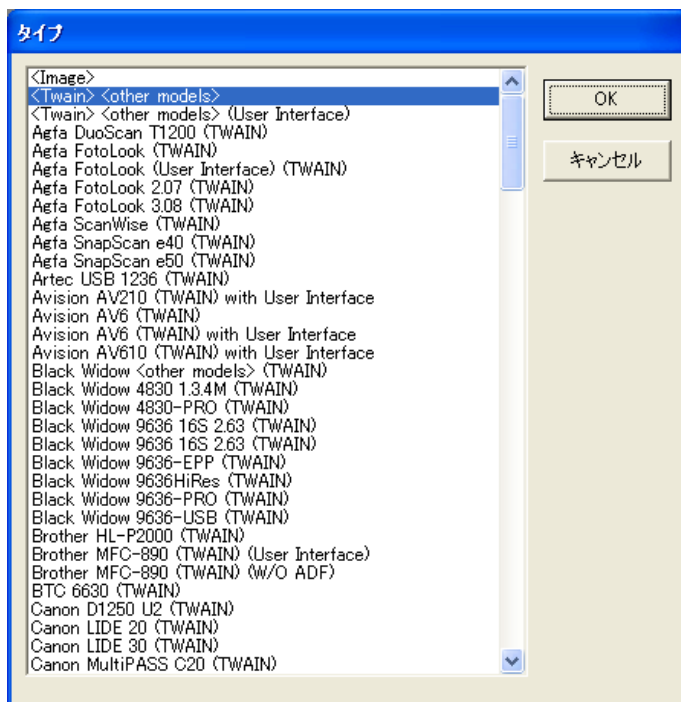 タイプ
<Image>
<Twain> <other models>
<Twain> <other models> (User Interface)
Agfa DuoScan T1200 (TWAIN)
Agfa FotoLook (TWAIN)
Agfa FotoLook (User Interface) (TWAIN)
Agfa FotoLook 2.07 (TWAIN)
Agfa FotoLook 3.08 (TWAIN)
Agfa ScanWise (TWAIN)
Agfa SnapScan e40 (TWAIN)
Agfa SnapScan e50 (TWAIN)
Artec USB 1236 (TWAIN)
Avision AV210 (TWAIN) with User Interface
Avision AV6 (TWAIN)
Avision AV6 (TWAIN) with User Interface
Avision AV610 (TWAIN) with User Interface
Black Widow <other models> (TWAIN)
Black Widow 4830 1.3.4M (TWAIN)
Black Widow 4830-PRO (TWAIN)
Black Widow 9636 16S 2.63 (TWAIN)
Black Widow 9636 16S 2.63 (TWAIN)
Black Widow 9636-EPP (TWAIN)
Black Widow 9636HiRes (TWAIN)
Black Widow 9636-PRO (TWAIN)
Black Widow 9636-USB (TWAIN)
Brother HL-P2000 (TWAIN)
Brother MFC-890 (TWAIN) (User Interface)
Brother MFC-890 (TWAIN) (W/O ADF)
BTC 6630 (TWAIN)
Canon D1250 U2 (TWAIN)
Canon LIDE 20 (TWAIN)
Canon LIDE 30 (TWAIN)
Canon MultiPASS C20 (TWAIN)
OK
キャンセル